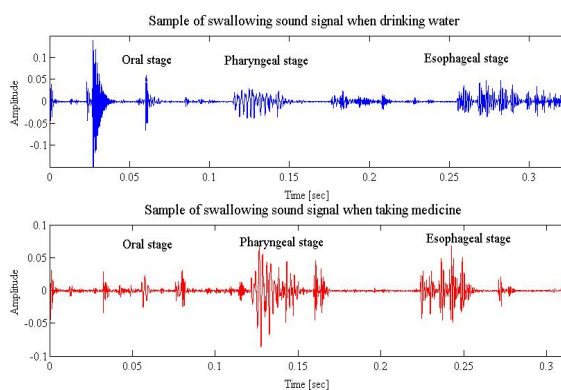 Sample of swallowing sound signal when drinking water
0.15
0.1
0.05
0
-0.05
-0.1
Amplitude
Oral stage
Pharyngeal stage
Esophageal stage
0 0.05 0.1 0.15 0.2 0.25 0.3
Time [sec]
Sample of swallowing sound signal when taking medicine
0.1
0.05
0
-0.05
-0.1
Amplitude
Oral stage
Pharyngeal stage
Esophageal stage
0 0.05 0.1 0.15 0.2 0.25 0.3
Time [sec]